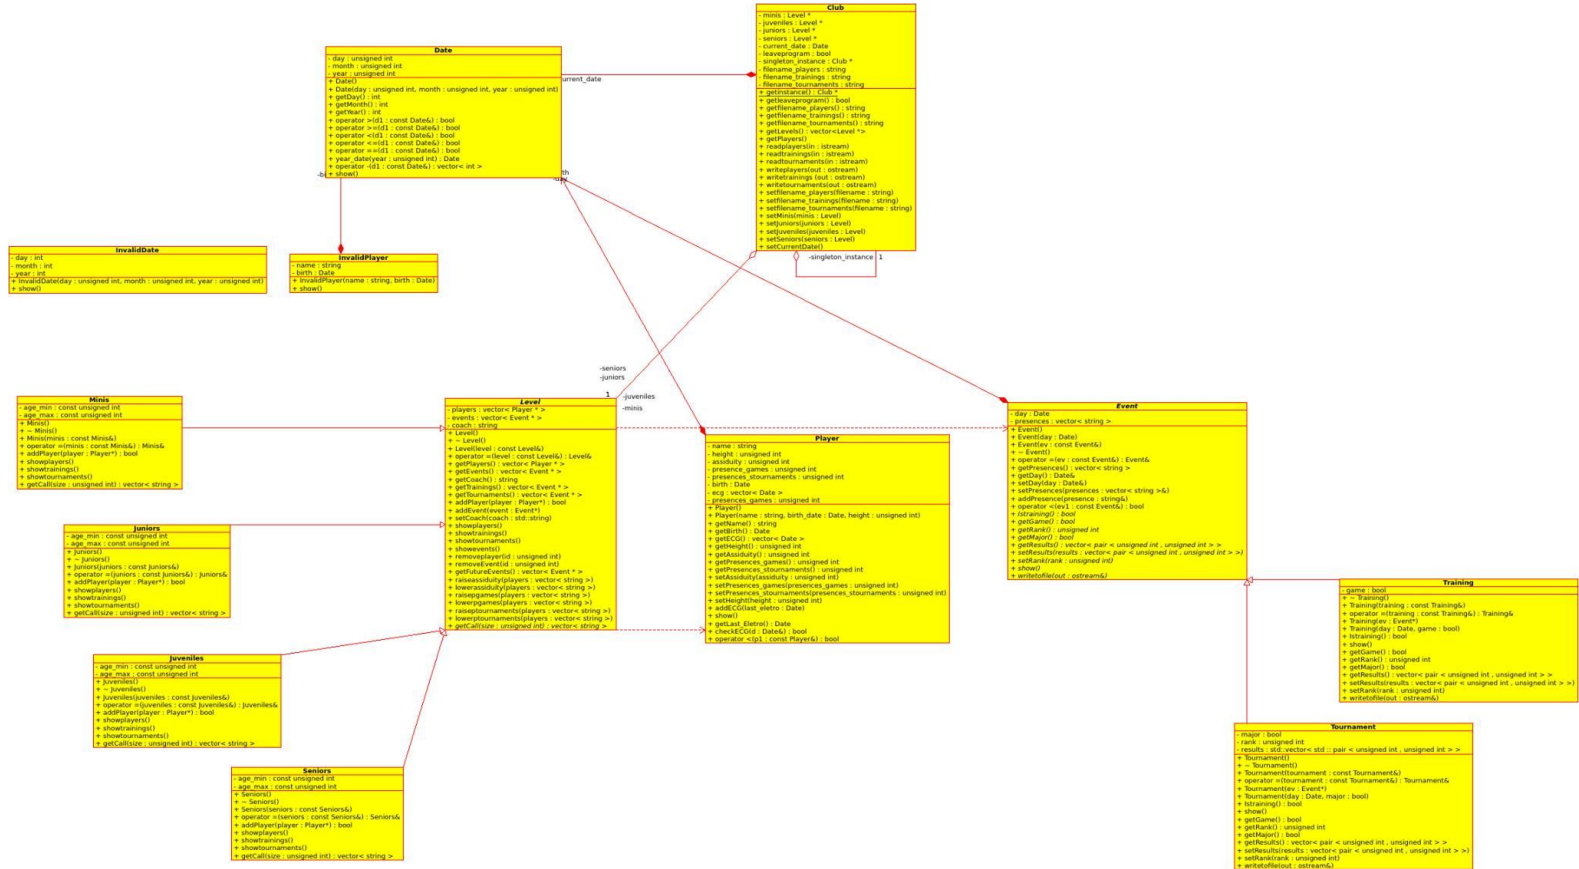 Club
- minis : Level *
- juveniles : Level *
- juniors : Level *
- seniors : Level *
- current_date : Date
- leaveprogram : bool
- singleton_instance : Club *
- filename_players : string
- filename_trainings : string
- filename_tournaments : string
+ getinstance() : Club *
+ getleaveprogram() : bool
+ getfilename_players() : string
+ getfilename_trainings() : string
+ getfilename_tournaments() : string
+ getLevels() : vector<Level *>
+ getPlayers()
+ readplayers(in : istream)
+ readtrainings(in : istream)
+ readtournaments(in : istream)
+ writeplayers(out : ostream)
+ writetrainings (out : ostream)
+ writetournaments(out : ostream)
+ setfilename_players(filename : string)
+ setfilename_trainings(filename : string)
+ setfilename_tournaments(filename : string)
+ setMinis(minis : Level)
+ setJuniors(juniors : Level)
+ setJuveniles(juveniles : Level)
+ setSeniors(seniors : Level)
+ setCurrentDate()
Date
- day : unsigned int
- month : unsigned int
- year : unsigned int
+ Date()
+ Date(day : unsigned int, month : unsigned int, year : unsigned int)
+ getDay() : int
+ getMonth() : int
+ getYear() : int
+ operator >(d1 : const Date&) : bool
+ operator >=(d1 : const Date&) : bool
+ operator <(d1 : const Date&) : bool
+ operator <=(d1 : const Date&) : bool
+ operator ==(d1 : const Date&) : bool
+ year_date(year : unsigned int) : Date
+ operator -(d1 : const Date&) : vector< int >
+ show()
urrent_date
-bi
th
-day
InvalidDate
- day : int
- month : int
- year : int
+ InvalidDate(day : unsigned int, month : unsigned int, year : unsigned int)
+ show()
InvalidPlayer
- name : string
- birth : Date
+ InvalidPlayer(name : string, birth : Date)
+ show()
-singleton_instance
1
-seniors
-juniors
1
-juveniles
-minis
Minis
- age_min : const unsigned int
- age_max : const unsigned int
+ Minis()
+ ~ Minis()
+ Minis(minis : const Minis&)
+ operator =(minis : const Minis&) : Minis&
+ addPlayer(player : Player*) : bool
+ showplayers()
+ showtrainings()
+ showtournaments()
+ getCall(size : unsigned int) : vector< string >
Level
- players : vector< Player * >
- events : vector< Event * >
- coach : string
+ Level()
+ ~ Level()
+ Level(level : const Level&)
+ operator =(level : const Level&) : Level&
+ getPlayers() : vector< Player * >
+ getEvents() : vector< Event * >
+ getCoach() : string
+ getTrainings() : vector< Event * >
+ getTournaments() : vector< Event * >
+ addPlayer(player : Player*) : bool
+ addEvent(event : Event*)
+ setCoach(coach : std::string)
+ showplayers()
+ showtrainings()
+ showtournaments()
+ showevents()
+ removeplayer(id : unsigned int)
+ removeEvent(id : unsigned int)
+ getFutureEvents() : vector< Event * >
+ raiseassiduity(players : vector< string >)
+ lowerassiduity(players : vector< string >)
+ raisepgames(players : vector< string >)
+ lowerpgames(players : vector< string >)
+ raiseptournaments(players : vector< string >)
+ lowerptournaments(players : vector< string >)
+ getCall(size : unsigned int) : vector< string >
Player
- name : string
- height : unsigned int
- assiduity : unsigned int
- presence_games : unsigned int
- presences_stournaments : unsigned int
- birth : Date
- ecg : vector< Date >
- presences_games : unsigned int
+ Player()
+ Player(name : string, birth_date : Date, height : unsigned int)
+ getName() : string
+ getBirth() : Date
+ getECG() : vector< Date >
+ getHeight() : unsigned int
+ getAssiduity() : unsigned int
+ getPresences_games() : unsigned int
+ getPresences_stournaments() : unsigned int
+ setAssiduity(assiduity : unsigned int)
+ setPresences_games(presences_games : unsigned int)
+ setPresences_stournaments(presences_stournaments : unsigned int)
+ setHeight(height : unsigned int)
+ addECG(last_eletro : Date)
+ show()
+ getLast_Eletro() : Date
+ checkECG(d : Date&) : bool
+ operator <(p1 : const Player&) : bool
Event
- day : Date
- presences : vector< string >
+ Event()
+ Event(day : Date)
+ Event(ev : const Event&)
+ ~ Event()
+ operator =(ev : const Event&) : Event&
+ getPresences() : vector< string >
+ getDay() : Date&
+ setDay(day : Date&)
+ setPresences(presences : vector< string >&)
+ addPresence(presence : string&)
+ operator <(ev1 : const Event&) : bool
+ Istraining() : bool
+ getGame() : bool
+ getRank() : unsigned int
+ getMajor() : bool
+ getResults() : vector< pair < unsigned int , unsigned int > >
+ setResults(results : vector< pair < unsigned int , unsigned int > >)
+ setRank(rank : unsigned int)
+ show()
+ writetofile(out : ostream&)
Juniors
- age_min : const unsigned int
- age_max : const unsigned int
+ Juniors()
+ ~ Juniors()
+ Juniors(juniors : const Juniors&)
+ operator =(juniors : const Juniors&) : Juniors&
+ addPlayer(player : Player*) : bool
+ showplayers()
+ showtrainings()
+ showtournaments()
+ getCall(size : unsigned int) : vector< string >
Training
- game : bool
+ ~ Training()
+ Training(training : const Training&)
+ operator =(training : const Training&) : Training&
+ Training(ev : Event*)
+ Training(day : Date, game : bool)
+ Istraining() : bool
+ show()
+ getGame() : bool
+ getRank() : unsigned int
+ getMajor() : bool
+ getResults() : vector< pair < unsigned int , unsigned int > >
+ setResults(results : vector< pair < unsigned int , unsigned int > >)
+ setRank(rank : unsigned int)
+ writetofile(out : ostream&)
Juveniles
- age_min : const unsigned int
- age_max : const unsigned int
+ Juveniles()
+ ~ Juveniles()
+ Juveniles(juveniles : const Juveniles&)
+ operator =(juveniles : const Juveniles&) : Juveniles&
+ addPlayer(player : Player*) : bool
+ showplayers()
+ showtrainings()
+ showtournaments()
+ getCall(size : unsigned int) : vector< string >
Tournament
- major : bool
- rank : unsigned int
- results : std::vector< std :: pair < unsigned int , unsigned int > >
+ Tournament()
+ ~ Tournament()
+ Tournament(tournament : const Tournament&)
+ operator =(tournament : const Tournament&) : Tournament&
+ Tournament(ev : Event*)
+ Tournament(day : Date, major : bool)
+ Istraining() : bool
+ show()
+ getGame() : bool
+ getRank() : unsigned int
+ getMajor() : bool
+ getResults() : vector< pair < unsigned int , unsigned int > >
+ setResults(results : vector< pair < unsigned int , unsigned int > >)
+ setRank(rank : unsigned int)
+ writetofile(out : ostream&)
Seniors
- age_min : const unsigned int
- age_max : const unsigned int
+ Seniors()
+ ~ Seniors()
+ Seniors(seniors : const Seniors&)
+ operator =(seniors : const Seniors&) : Seniors&
+ addPlayer(player : Player*) : bool
+ showplayers()
+ showtrainings()
+ showtournaments()
+ getCall(size : unsigned int) : vector< string >